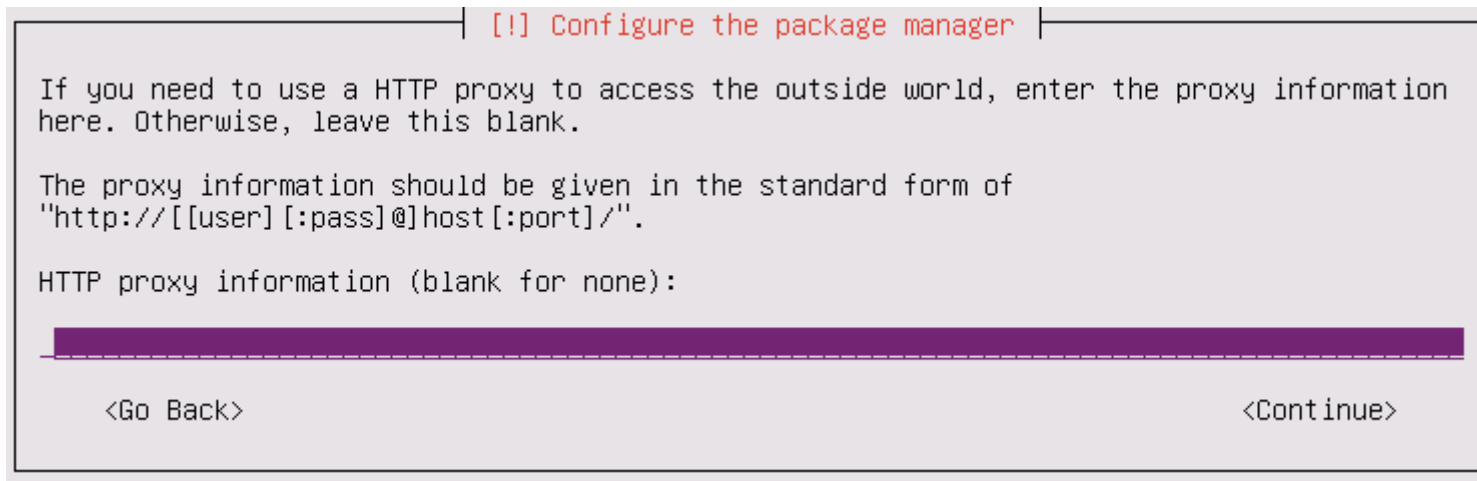 [!] Configure the package manager
If you need to use a HTTP proxy to access the outside world, enter the proxy information
here. Otherwise, leave this blank.
The proxy information should be given in the standard form of
"http://[[user][:pass]@]host[:port]/".
HTTP proxy information (blank for none):
<Go Back> <Continue>